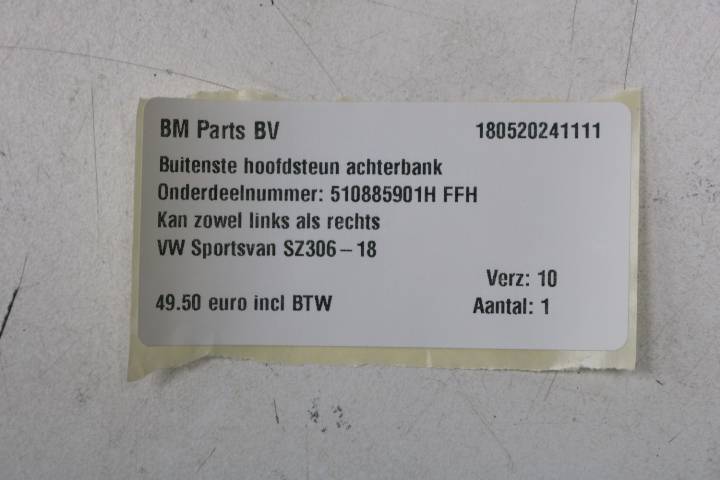 BM Parts BV 180520241111
Buitenste hoofdsteun achterbank
Onderdeelnummer: 510885901H FFH
Kan zowel links als rechts
VW Sportsvan SZ306 – 18
Verz: 10
49.50 euro incl BTW Aantal: 1